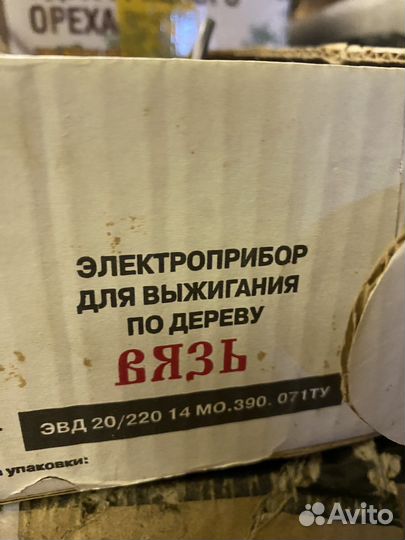 ОРЕХА
ЭЛЕКТРОПРИБОР
ДЛЯ ВЫЖИГАНИЯ
ПО ДЕРЕВУ
ВЯЗЬ
ЭВД 20/220 14 МО.390. 071ТУ
упаковки:
Avito